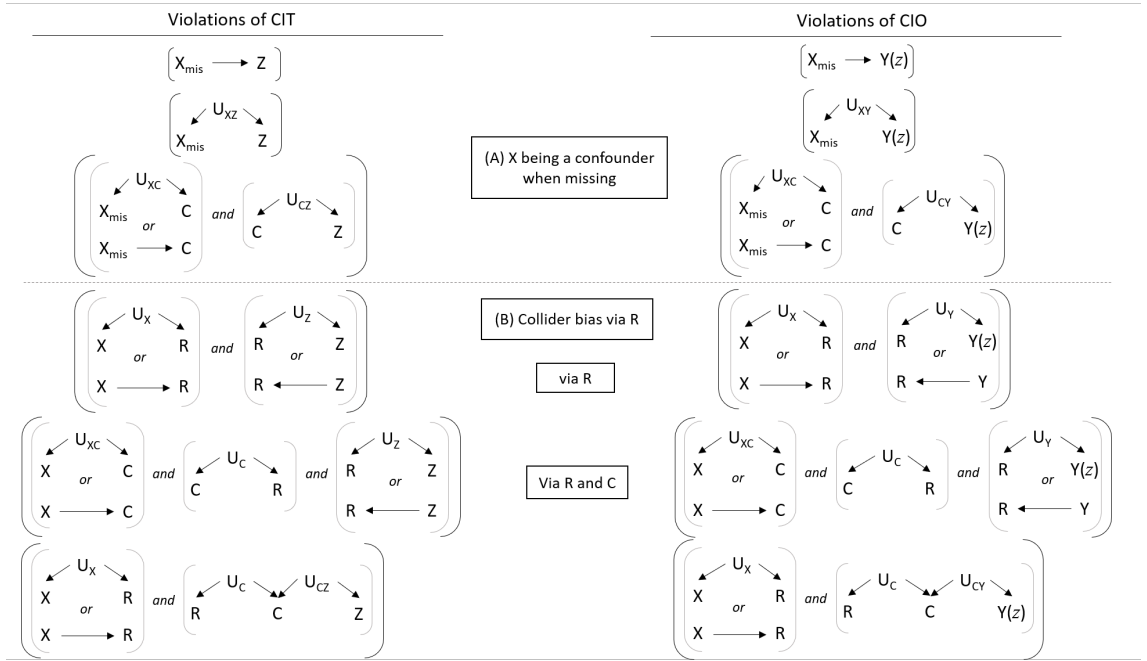 Violations of CIT
Violations of CIO
X_mis → Z
X_mis → Y(z)
U_XZ
X_mis Z
U_XY
X_mis Y(z)
(A) X being a confounder
when missing
U_XC
X_mis C
or
X_mis → C
and
U_CZ
C Z
U_XC
X_mis C
or
X_mis → C
and
U_CY
C Y(z)
(B) Collider bias via R
via R
U_X
X R
or
X → R
and
U_Z
R Z
or
R ← Z
U_X
X R
or
X → R
and
U_Y
R Y(z)
or
R ← Y
Via R and C
U_XC
X C
or
X → C
and
U_C
C R
and
U_Z
R Z
or
R ← Z
U_XC
X C
or
X → C
and
U_C
C R
and
U_Y
R Y(z)
or
R ← Y
U_X
X R
or
X → R
and
U_C U_CZ
R C Z
U_X
X R
or
X → R
and
U_C U_CY
R C Y(z)